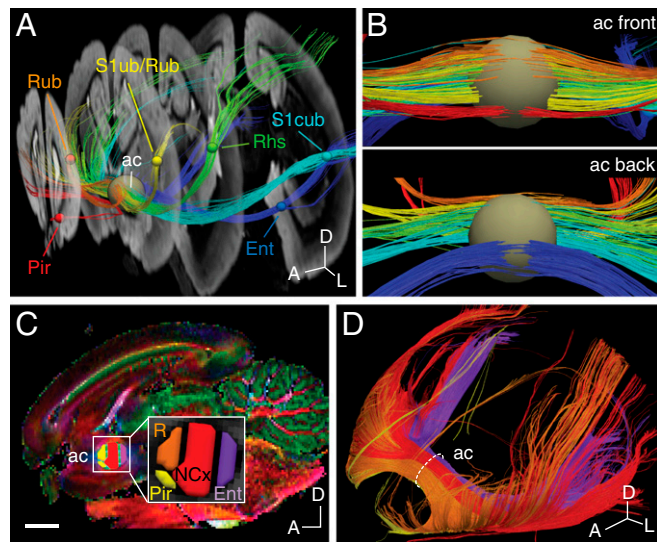 A
S1ub/Rub
Rub
S1cub
Rhs
ac
Ent
Pir
D
A
L
B
ac front
ac back
C
ac
R
NCx
Pir
Ent
D
A
D
ac
D
A
L